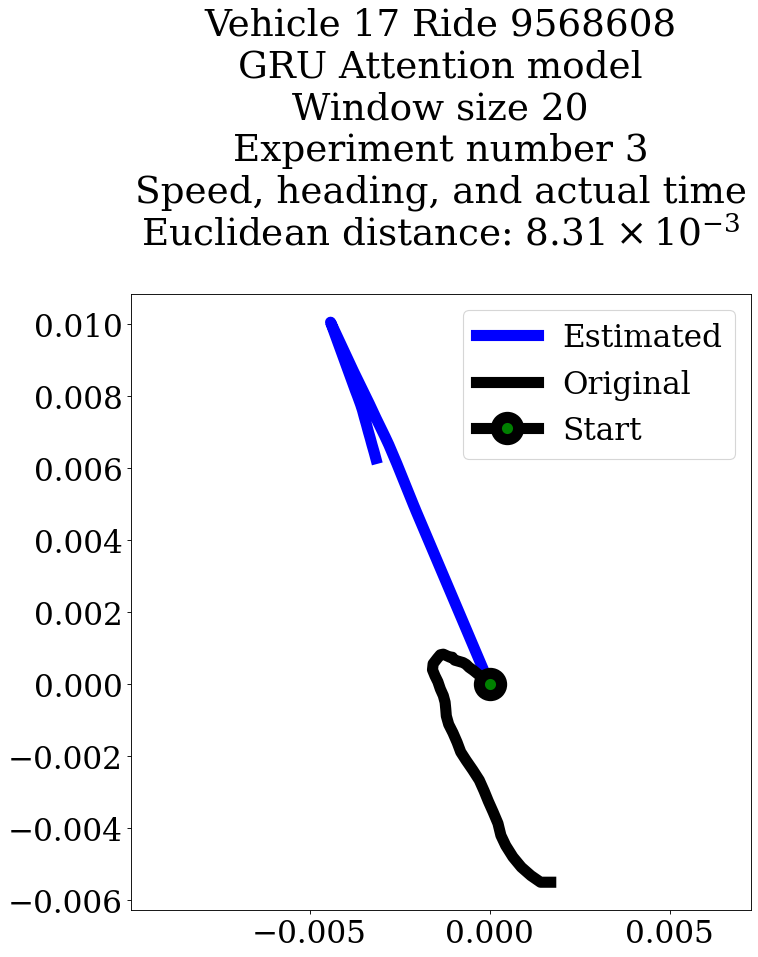 Vehicle 17 Ride 9568608
GRU Attention model
Window size 20
Experiment number 3
Speed, heading, and actual time
Euclidean distance: 8.31 × 10⁻³
Estimated
Original
Start
0.010
0.008
0.006
0.004
0.002
0.000
−0.002
−0.004
−0.006
−0.005 0.000 0.005